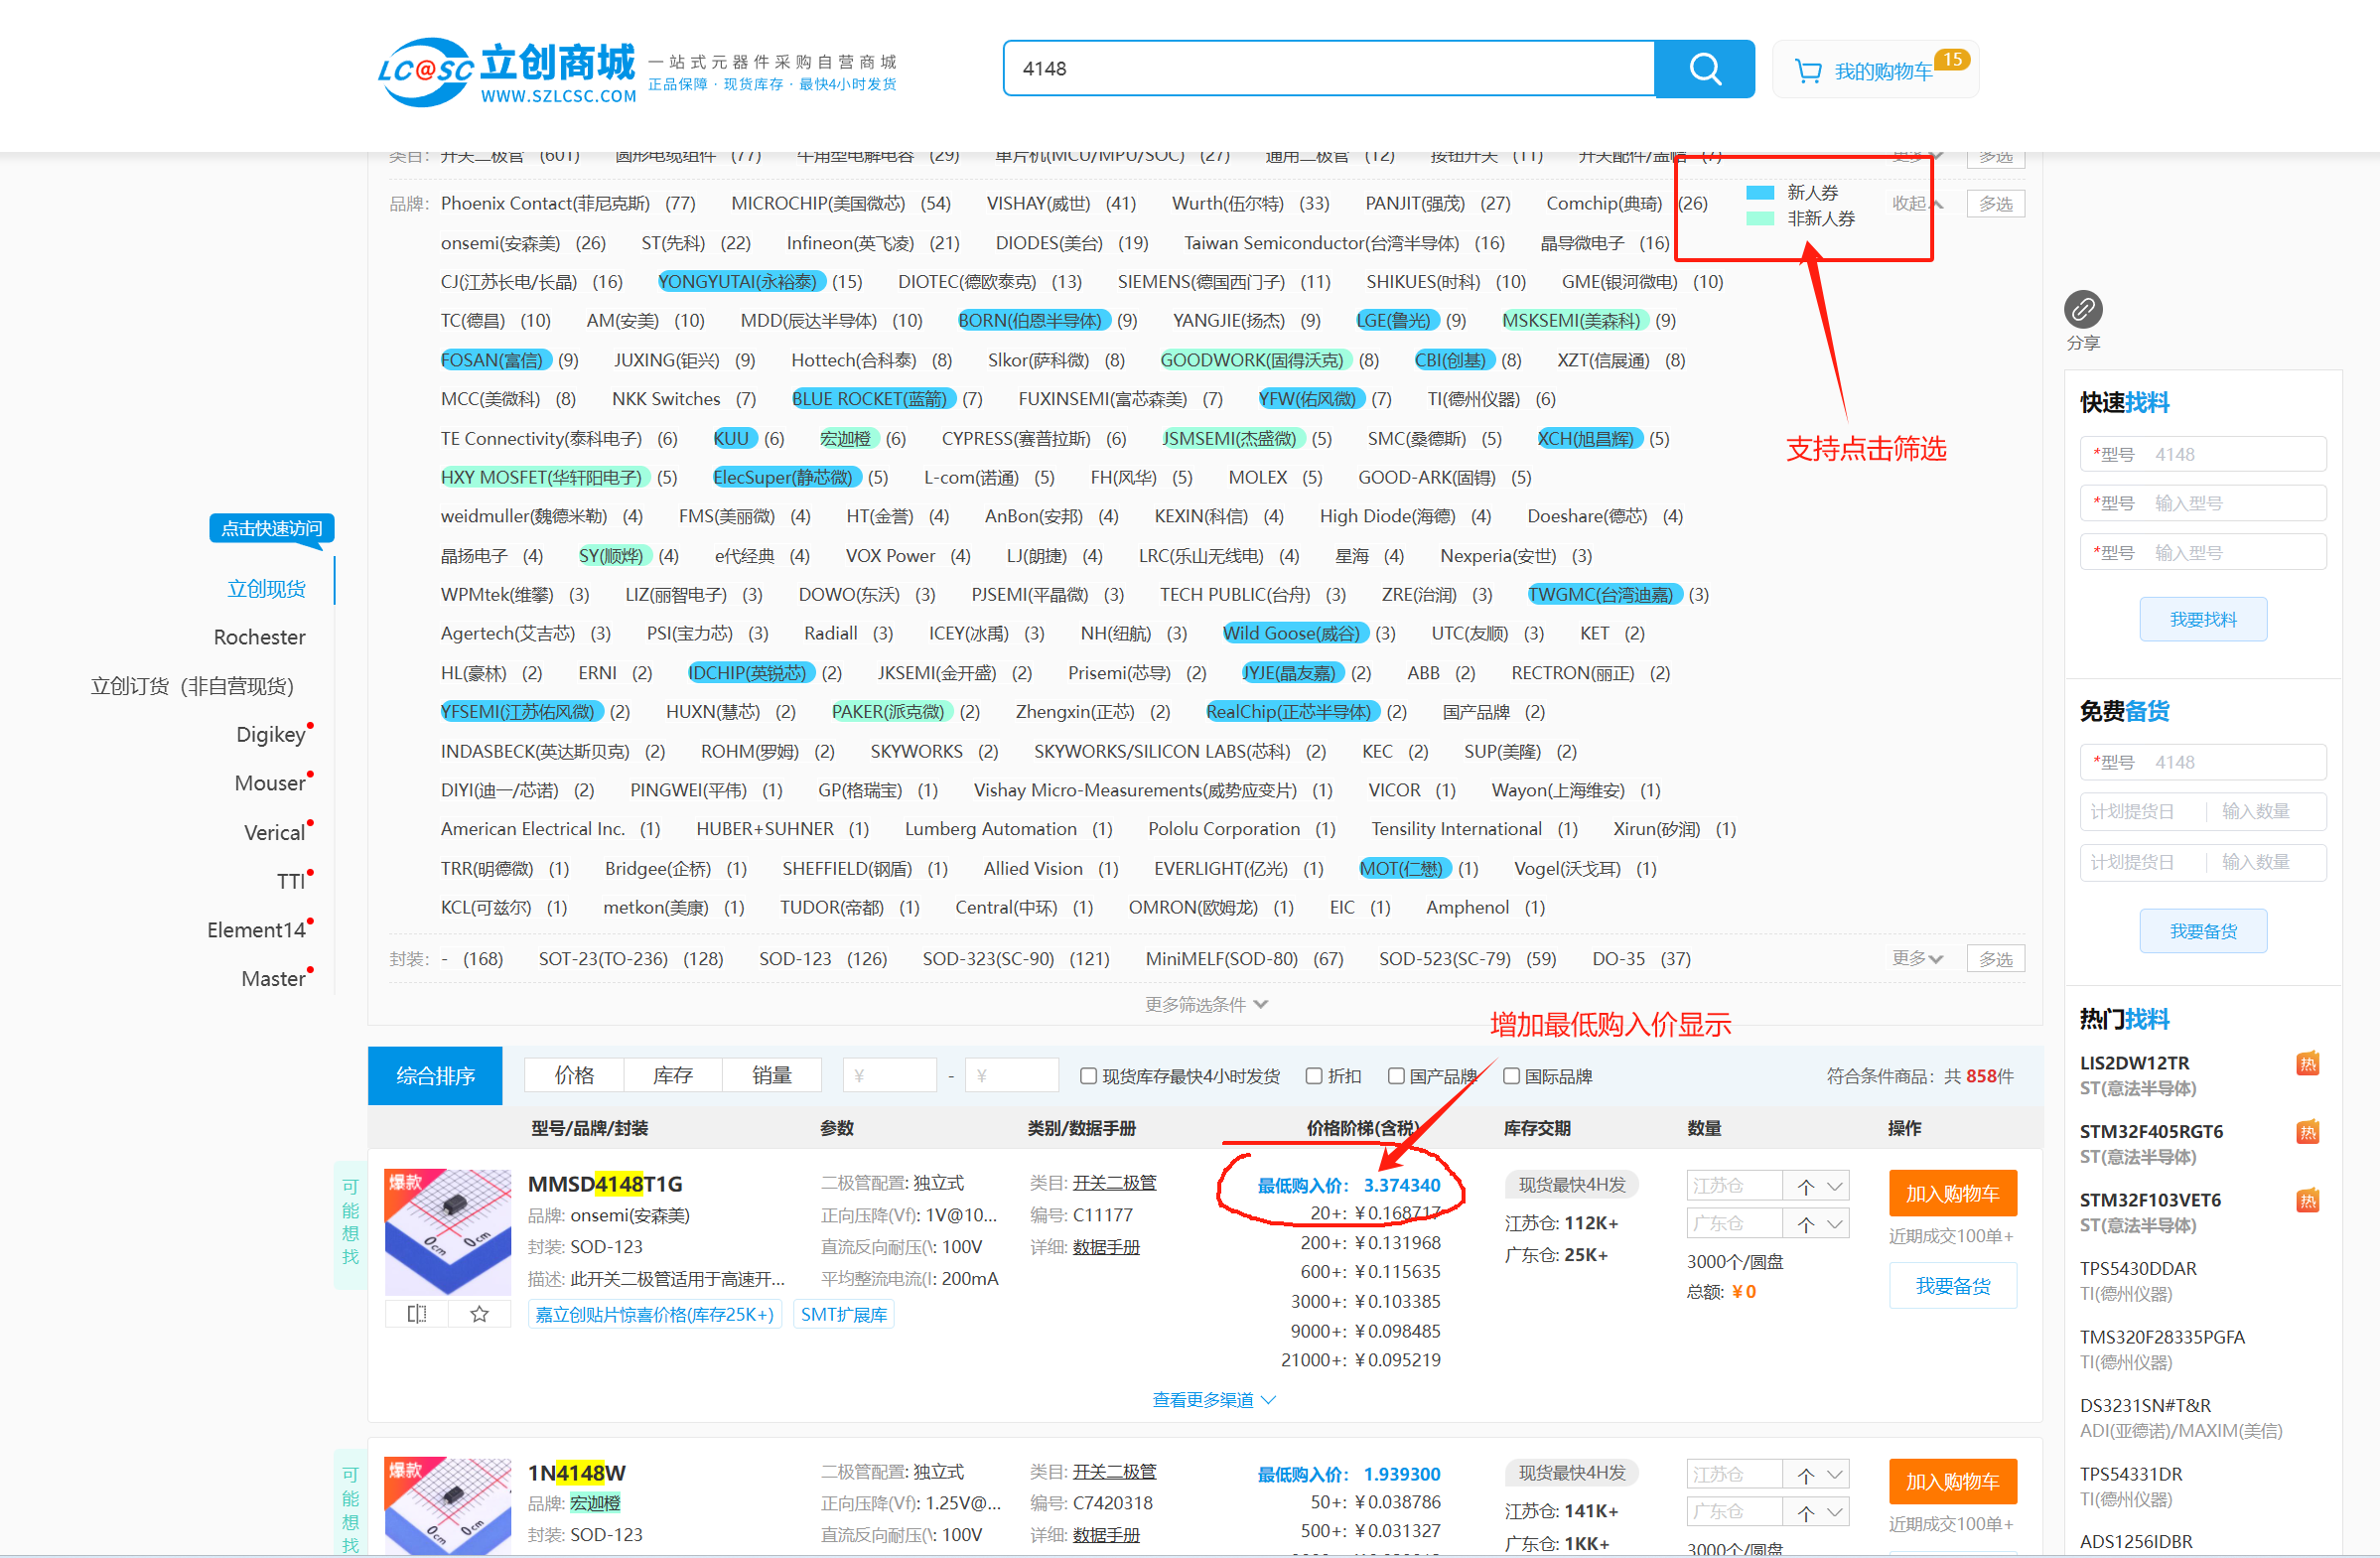 LC@SC 立创商城 一站式元器件采购自营商城
WWW.SZLCSC.COM 正品保障 · 现货库存 · 最快4小时发货
4148
我的购物车 15
类目: 开关二极管 (601) 圆形电缆组件 (77) 牛角型电解电容 (29) 单片机(MCU/MPU/SOC) (27) 通用二极管 (12) 按钮开关 (11) 开关配件/盖帽 (7) 更多 多选
新人券
非新人券
品牌: Phoenix Contact(菲尼克斯) (77) MICROCHIP(美国微芯) (54) VISHAY(威世) (41) Wurth(伍尔特) (33) PANJIT(强茂) (27) Comchip(典琦) (26) 收起 多选
onsemi(安森美) (26) ST(先科) (22) Infineon(英飞凌) (21) DIODES(美台) (19) Taiwan Semiconductor(台湾半导体) (16) 晶导微电子 (16)
CJ(江苏长电/长晶) (16) YONGYUTAI(永裕泰) (15) DIOTEC(德欧泰克) (13) SIEMENS(德国西门子) (11) SHIKUES(时科) (10) GME(银河微电) (10)
TC(德昌) (10) AM(安美) (10) MDD(辰达半导体) (10) BORN(伯恩半导体) (9) YANGJIE(扬杰) (9) LGE(鲁光) (9) MSKSEMI(美森科) (9)
FOSAN(富信) (9) JUXING(钜兴) (9) Hottech(合科泰) (8) Slkor(萨科微) (8) GOODWORK(固得沃克) (8) CBI(创基) (8) XZT(信展通) (8)
MCC(美微科) (8) NKK Switches (7) BLUE ROCKET(蓝箭) (7) FUXINSEMI(富芯森美) (7) YFW(佑风微) (7) TI(德州仪器) (6)
TE Connectivity(泰科电子) (6) KUU (6) 宏迦橙 (6) CYPRESS(赛普拉斯) (6) JSMSEMI(杰盛微) (5) SMC(桑德斯) (5) XCH(旭昌辉) (5)
支持点击筛选
HXY MOSFET(华轩阳电子) (5) ElecSuper(静芯微) (5) L-com(诺通) (5) FH(风华) (5) MOLEX (5) GOOD-ARK(固锝) (5)
weidmuller(魏德米勒) (4) FMS(美丽微) (4) HT(金誉) (4) AnBon(安邦) (4) KEXIN(科信) (4) High Diode(海德) (4) Doeshare(德芯) (4)
晶扬电子 (4) SY(顺烨) (4) e代经典 (4) VOX Power (4) LJ(朗捷) (4) LRC(乐山无线电) (4) 星海 (4) Nexperia(安世) (3)
WPMtek(维攀) (3) LIZ(丽智电子) (3) DOWO(东沃) (3) PJSEMI(平晶微) (3) TECH PUBLIC(台舟) (3) ZRE(治润) (3) TWGMC(台湾迪嘉) (3)
Agertech(艾吉芯) (3) PSI(宝力芯) (3) Radiall (3) ICEY(冰禹) (3) NH(纽航) (3) Wild Goose(威谷) (3) UTC(友顺) (3) KET (2)
HL(豪林) (2) ERNI (2) IDCHIP(英锐芯) (2) JKSEMI(金开盛) (2) Prisemi(芯导) (2) JYJE(晶友嘉) (2) ABB (2) RECTRON(丽正) (2)
YFSEMI(江苏佑风微) (2) HUXN(慧芯) (2) PAKER(派克微) (2) Zhengxin(正芯) (2) RealChip(正芯半导体) (2) 国产品牌 (2)
INDASBECK(英达斯贝克) (2) ROHM(罗姆) (2) SKYWORKS (2) SKYWORKS/SILICON LABS(芯科) (2) KEC (2) SUP(美隆) (2)
DIYI(迪一/芯诺) (2) PINGWEI(平伟) (1) GP(格瑞宝) (1) Vishay Micro-Measurements(威势应变片) (1) VICOR (1) Wayon(上海维安) (1)
American Electrical Inc. (1) HUBER+SUHNER (1) Lumberg Automation (1) Pololu Corporation (1) Tensility International (1) Xirun(矽润) (1)
TRR(明德微) (1) Bridgee(企桥) (1) SHEFFIELD(钢盾) (1) Allied Vision (1) EVERLIGHT(亿光) (1) MOT(仁懋) (1) Vogel(沃戈耳) (1)
KCL(可兹尔) (1) metkon(美康) (1) TUDOR(帝都) (1) Central(中环) (1) OMRON(欧姆龙) (1) EIC (1) Amphenol (1)
封装: - (168) SOT-23(TO-236) (128) SOD-123 (126) SOD-323(SC-90) (121) MiniMELF(SOD-80) (67) SOD-523(SC-79) (59) DO-35 (37) 更多 多选
更多筛选条件
增加最低购入价显示
点击快速访问
立创现货
Rochester
立创订货（非自营现货）
Digikey
Mouser
Verical
TTI
Element14
Master
综合排序 价格 库存 销量 ¥ - ¥ 现货库存最快4小时发货 折扣 国产品牌 国际品牌 符合条件商品：共 858件
型号/品牌/封装 参数 类别/数据手册 价格阶梯(含税) 库存交期 数量 操作
可能想找
爆款
MMSD4148T1G
品牌: onsemi(安森美)
封装: SOD-123
描述: 此开关二极管适用于高速开...
嘉立创贴片惊喜价格(库存25K+) SMT扩展库
二极管配置: 独立式
正向压降(Vf): 1V@10...
直流反向耐压(\: 100V
平均整流电流(I: 200mA
类目: 开关二极管
编号: C11177
详细: 数据手册
最低购入价： 3.374340
20+: ¥0.168717
200+: ¥0.131968
600+: ¥0.115635
3000+: ¥0.103385
9000+: ¥0.098485
21000+: ¥0.095219
现货最快4H发
江苏仓: 112K+
广东仓: 25K+
江苏仓 个
广东仓 个
3000个/圆盘
总额: ¥0
加入购物车
近期成交100单+
我要备货
查看更多渠道
可能想找
爆款
1N4148W
品牌: 宏迦橙
封装: SOD-123
二极管配置: 独立式
正向压降(Vf): 1.25V@...
直流反向耐压(\: 100V
类目: 开关二极管
编号: C7420318
详细: 数据手册
最低购入价： 1.939300
50+: ¥0.038786
500+: ¥0.031327
现货最快4H发
江苏仓: 141K+
广东仓: 1KK+
江苏仓 个
广东仓 个
3000个/圆盘
加入购物车
近期成交100单+
分享
快速找料
*型号 4148
*型号 输入型号
*型号 输入型号
我要找料
免费备货
*型号 4148
计划提货日 输入数量
计划提货日 输入数量
我要备货
热门找料
LIS2DW12TR 热
ST(意法半导体)
STM32F405RGT6 热
ST(意法半导体)
STM32F103VET6 热
ST(意法半导体)
TPS5430DDAR
TI(德州仪器)
TMS320F28335PGFA
TI(德州仪器)
DS3231SN#T&R
ADI(亚德诺)/MAXIM(美信)
TPS54331DR
TI(德州仪器)
ADS1256IDBR